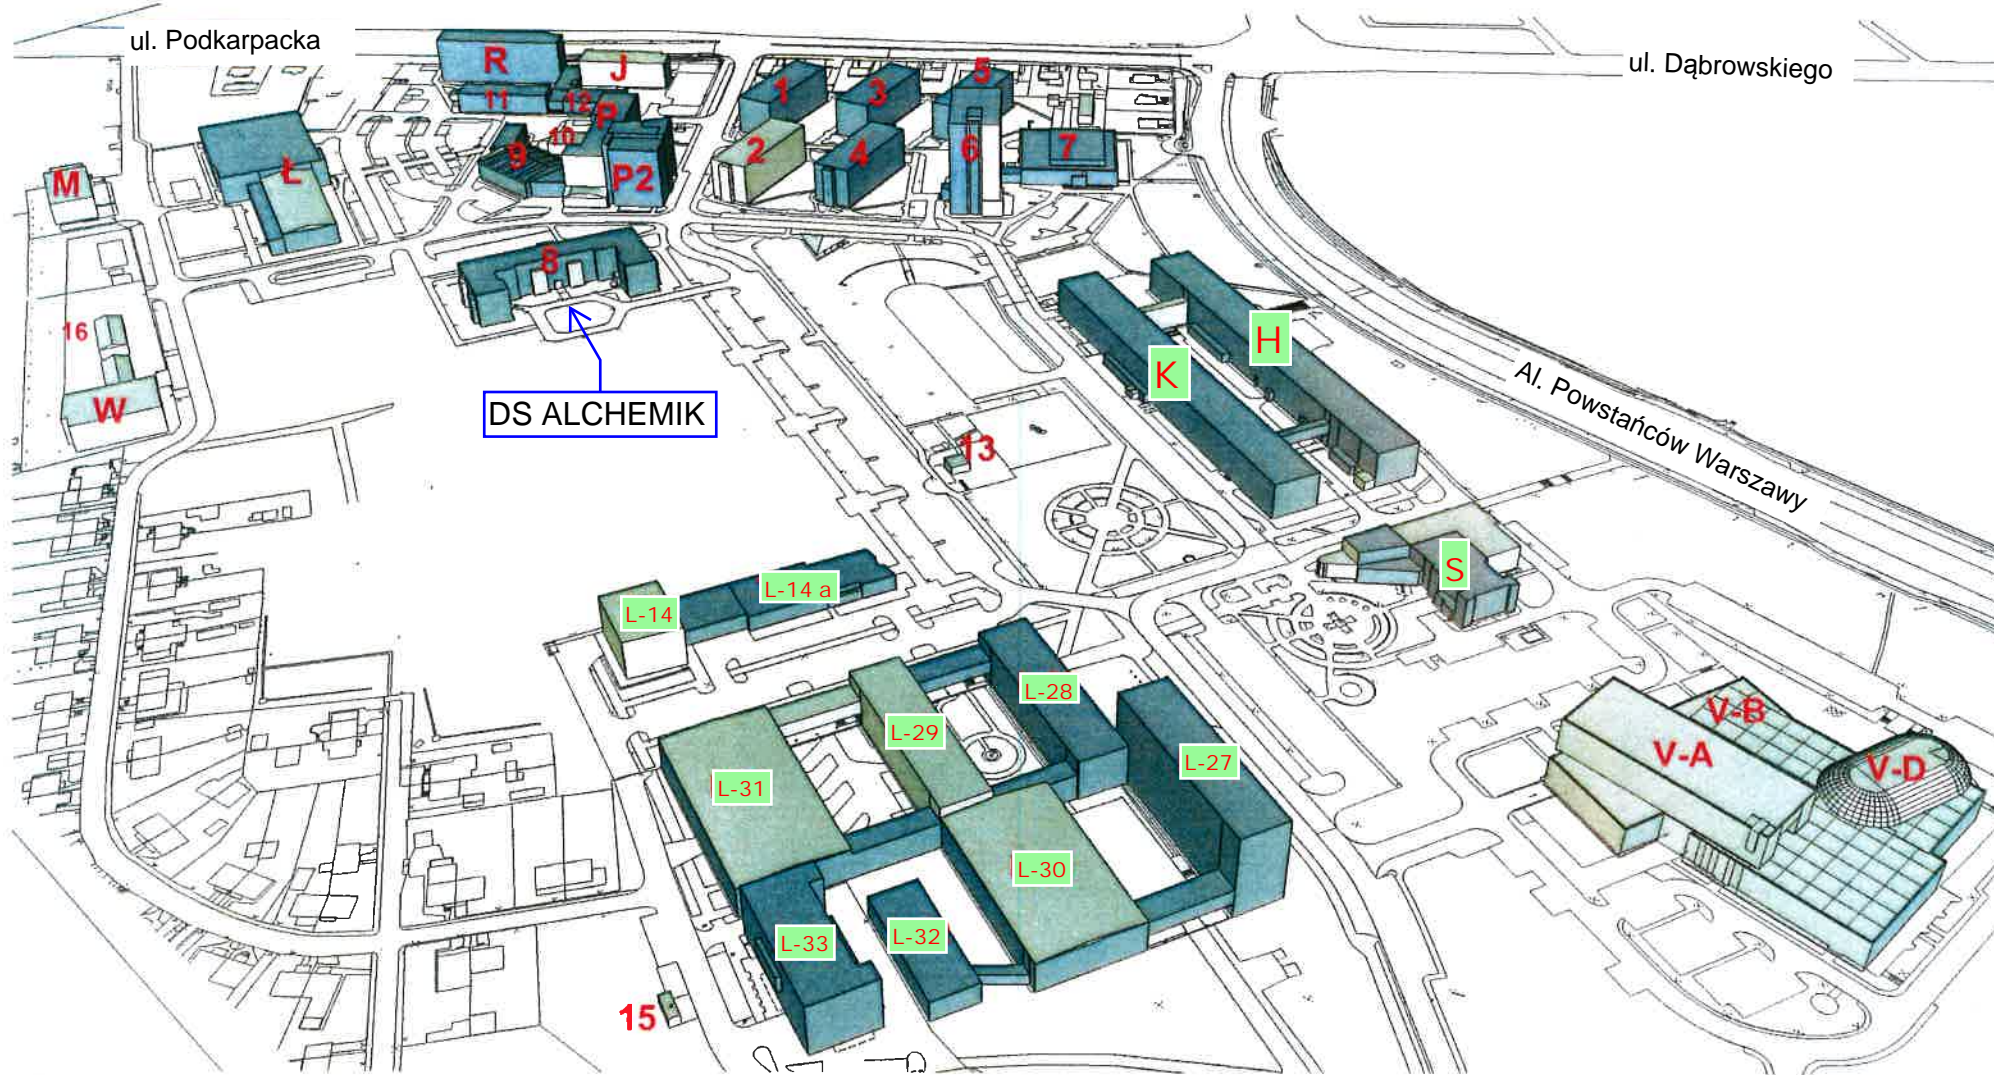 ul. Podkarpacka
ul. Dąbrowskiego
R
J
5
1
3
11
12
P
10
2
4
6
7
9
P2
Ł
M
8
16
W
DS ALCHEMIK
H
K
Al. Powstańców Warszawy
13
S
L-14
L-14 a
L-28
L-29
L-27
L-31
L-30
V-B
V-A
V-D
L-33
L-32
15